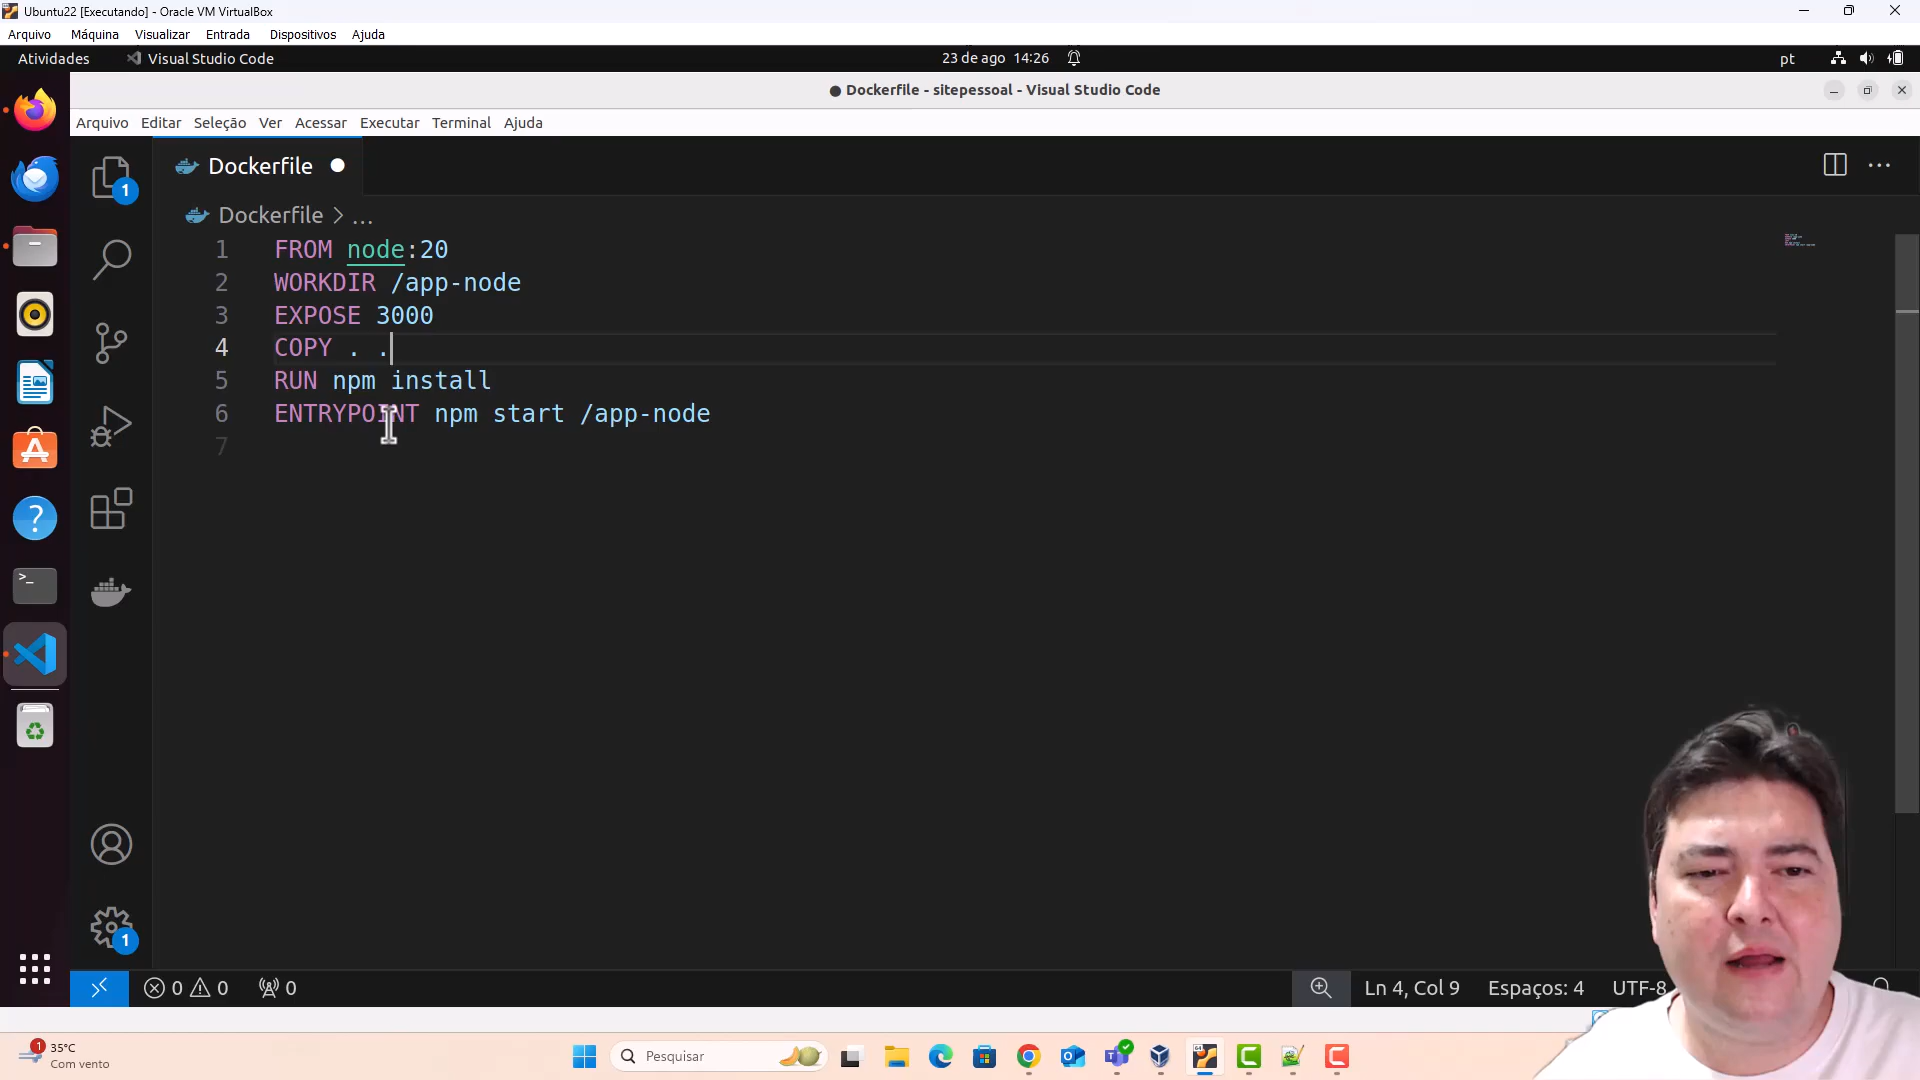 Ubuntu22 [Executando] - Oracle VM VirtualBox
Arquivo Máquina Visualizar Entrada Dispositivos Ajuda
Atividades Visual Studio Code 23 de ago 14:26 pt
● Dockerfile - sitepessoal - Visual Studio Code
Arquivo Editar Seleção Ver Acessar Executar Terminal Ajuda
Dockerfile ●
1
Dockerfile > ...
1 FROM node:20
2 WORKDIR /app-node
3 EXPOSE 3000
4 COPY . .
5 RUN npm install
6 ENTRYPOINT npm start /app-node
7
1
0 0 0 Ln 4, Col 9 Espaços: 4 UTF-8
1 35°C
Com vento
Pesquisar